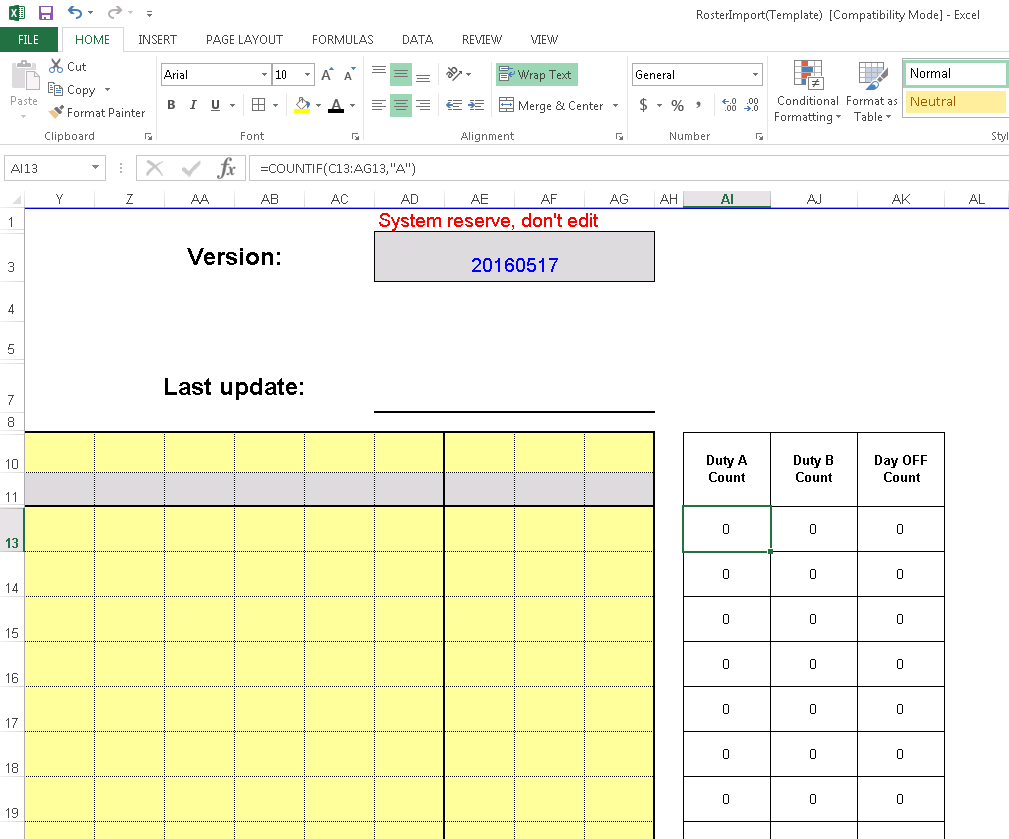 RosterImport(Template) [Compatibility Mode] - Excel
FILE HOME INSERT PAGE LAYOUT FORMULAS DATA REVIEW VIEW
Paste
Cut
Copy
Format Painter
Clipboard
Arial 10
B I U A
Font
Wrap Text
Merge & Center
Alignment
General
$ % ,
Number
Conditional
Formatting
Format as
Table
Normal
Neutral
Styl
AI13 fx =COUNTIF(C13:AG13,"A")
Y Z AA AB AC AD AE AF AG AH AI AJ AK AL
1 System reserve, don't edit
3 Version: 20160517
4
5
7 Last update:
8
10 Duty A Duty B Day OFF
Count Count Count
11
13 0 0 0
14 0 0 0
15 0 0 0
16 0 0 0
17 0 0 0
18 0 0 0
19 0 0 0